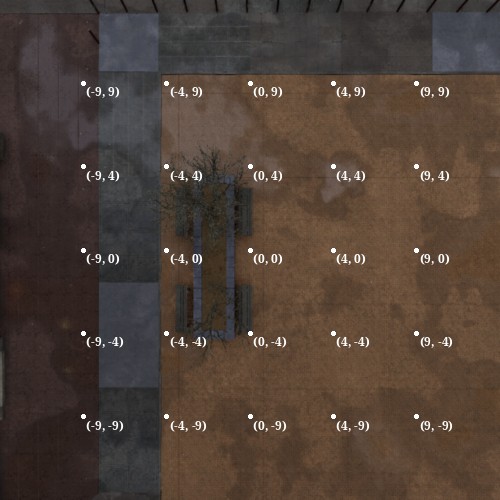 (-9, 9) (-4, 9) (0, 9) (4, 9) (9, 9)
(-9, 4) (-4, 4) (0, 4) (4, 4) (9, 4)
(-9, 0) (-4, 0) (0, 0) (4, 0) (9, 0)
(-9, -4) (-4, -4) (0, -4) (4, -4) (9, -4)
(-9, -9) (-4, -9) (0, -9) (4, -9) (9, -9)